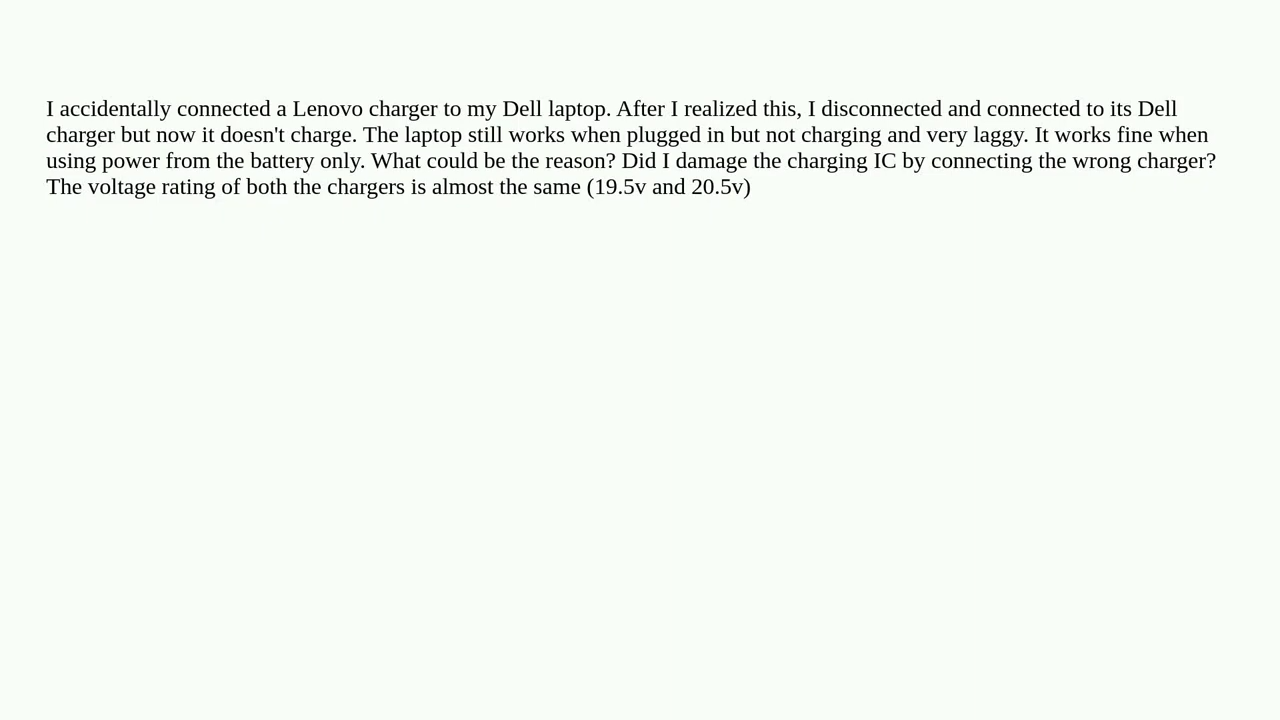 I accidentally connected a Lenovo charger to my Dell laptop. After I realized this, I disconnected and connected to its Dell
charger but now it doesn't charge. The laptop still works when plugged in but not charging and very laggy. It works fine when
using power from the battery only. What could be the reason? Did I damage the charging IC by connecting the wrong charger?
The voltage rating of both the chargers is almost the same (19.5v and 20.5v)